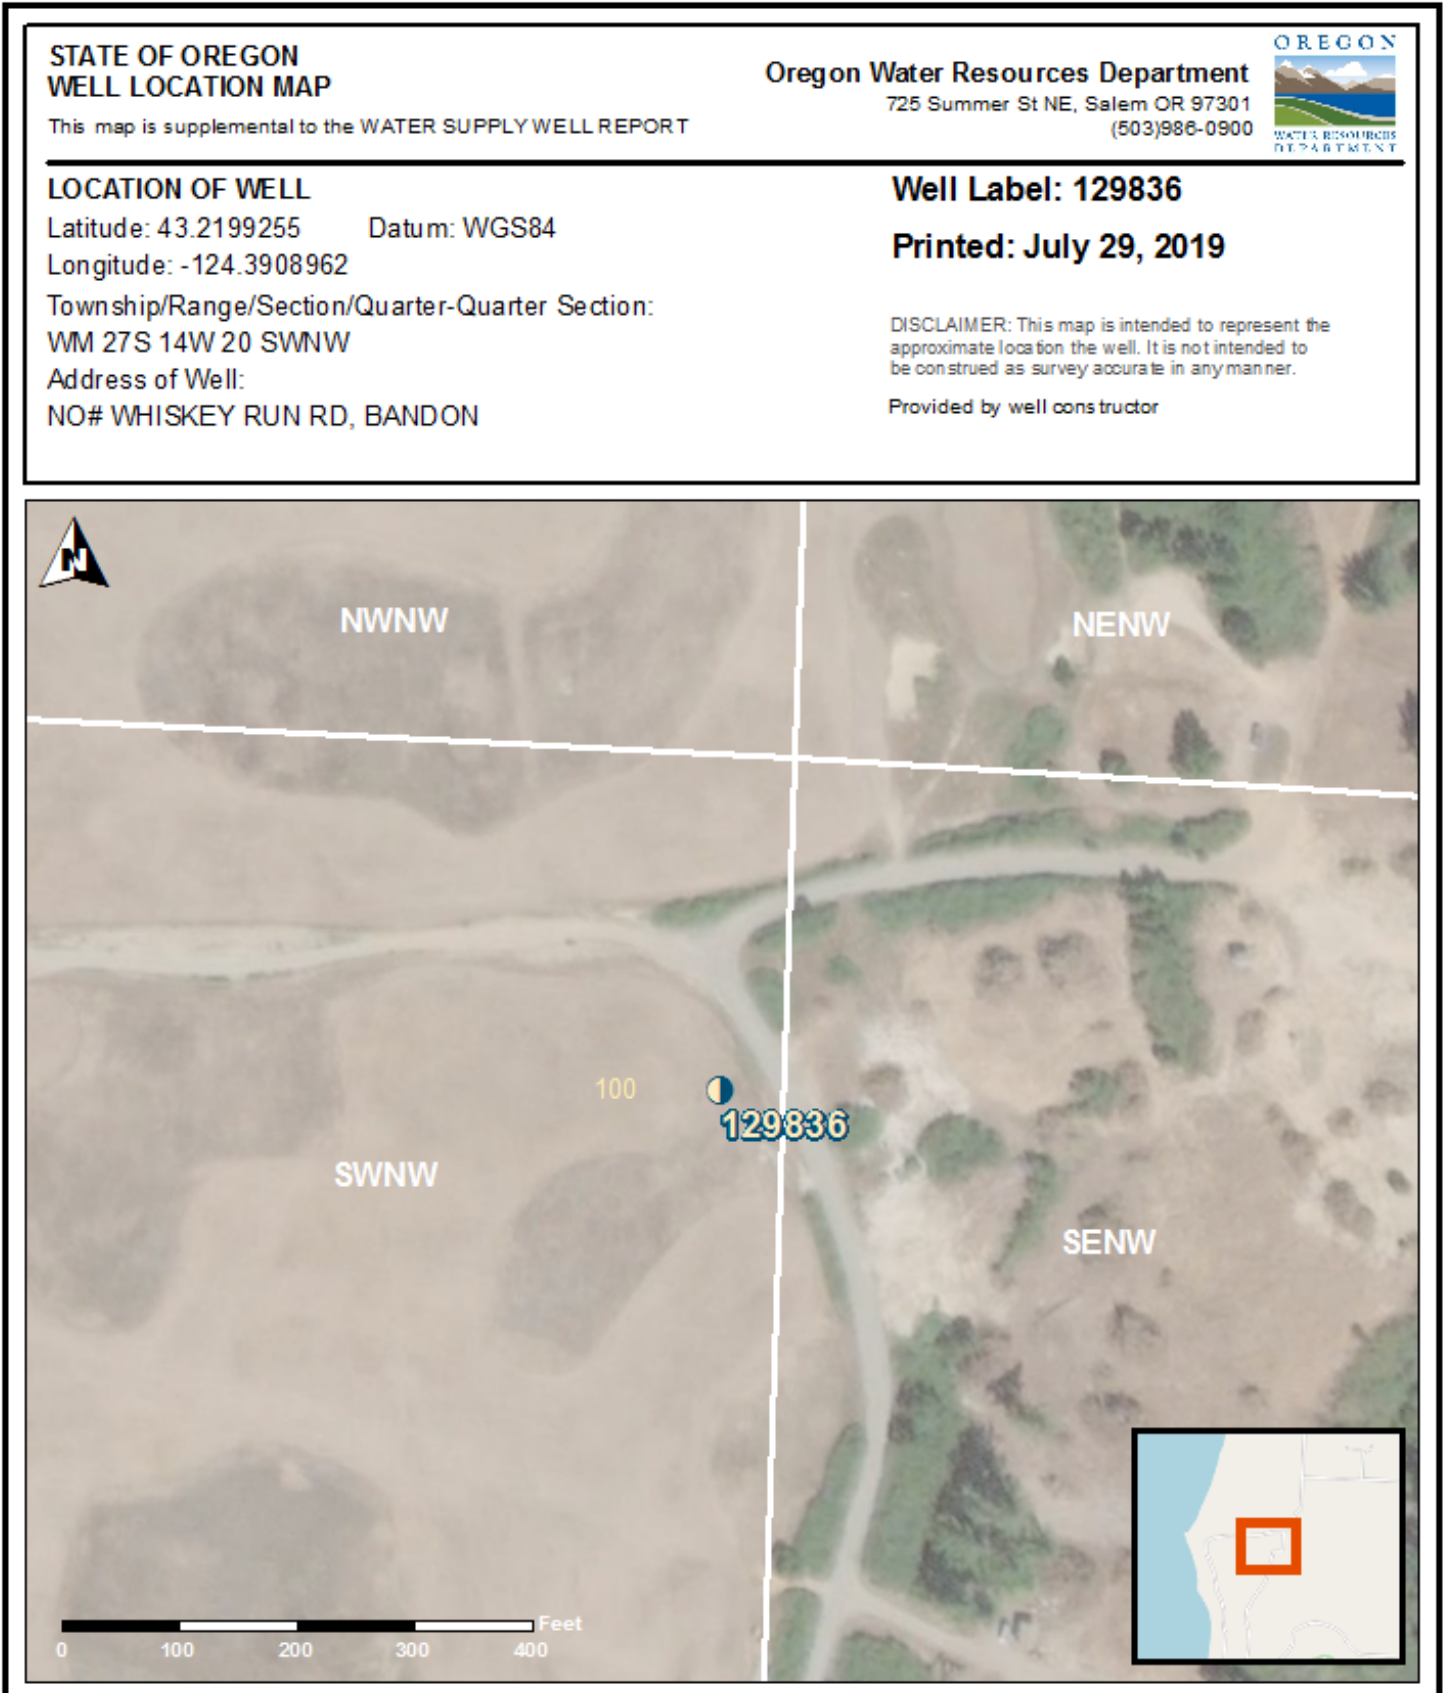 STATE OF OREGON
WELL LOCATION MAP
This map is supplemental to the WATER SUPPLY WELL REPORT
Oregon Water Resources Department
725 Summer St NE, Salem OR 97301
(503)986-0900
OREGON
WATER RESOURCES
DEPARTMENT
LOCATION OF WELL
Latitude: 43.2199255 Datum: WGS84
Longitude: -124.3908962
Township/Range/Section/Quarter-Quarter Section:
WM 27S 14W 20 SWNW
Address of Well:
NO# WHISKEY RUN RD, BANDON
Well Label: 129836
Printed: July 29, 2019
DISCLAIMER: This map is intended to represent the
approximate location the well. It is not intended to
be construed as survey accurate in any manner.
Provided by well constructor
N
NWNW
NENW
100
129836
SWNW
SENW
Feet
0 100 200 300 400